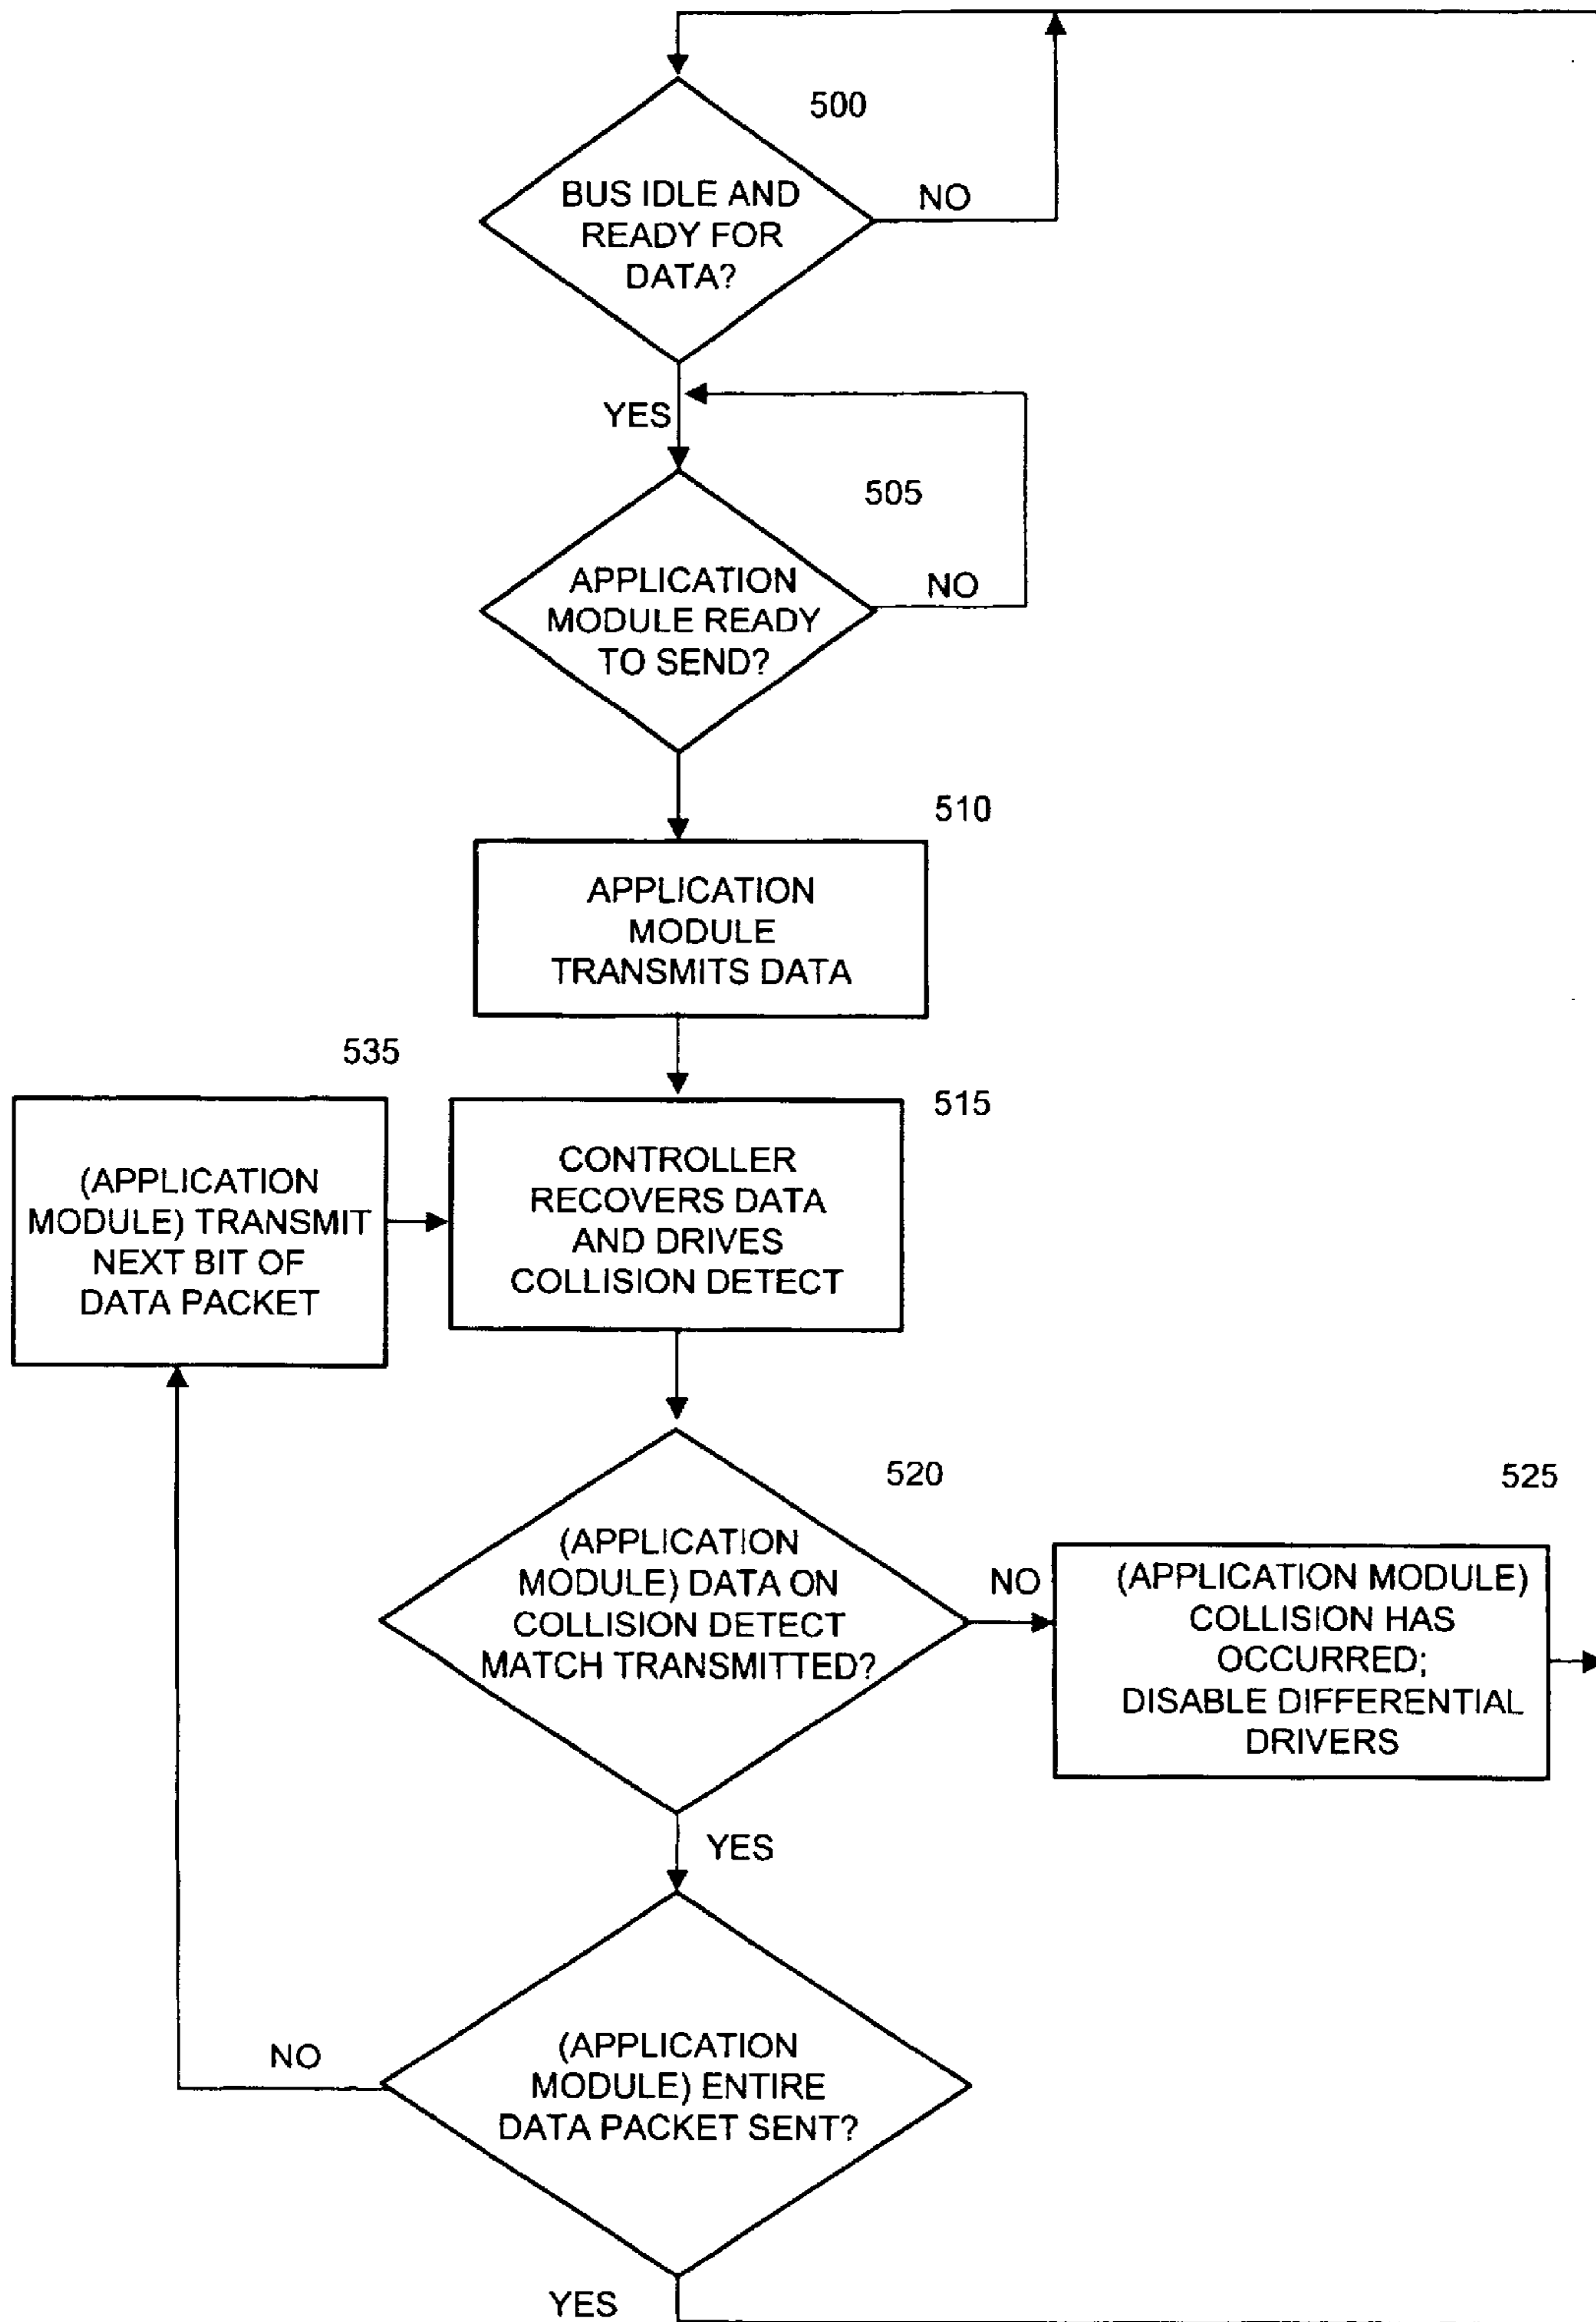 500
BUS IDLE AND
READY FOR
DATA?
NO
YES
505
APPLICATION
MODULE READY
TO SEND?
NO
510
APPLICATION
MODULE
TRANSMITS DATA
535
(APPLICATION
MODULE) TRANSMIT
NEXT BIT OF
DATA PACKET
515
CONTROLLER
RECOVERS DATA
AND DRIVES
COLLISION DETECT
520
(APPLICATION
MODULE) DATA ON
COLLISION DETECT
MATCH TRANSMITTED?
NO
525
(APPLICATION MODULE)
COLLISION HAS
OCCURRED;
DISABLE DIFFERENTIAL
DRIVERS
YES
NO
(APPLICATION
MODULE) ENTIRE
DATA PACKET SENT?
YES